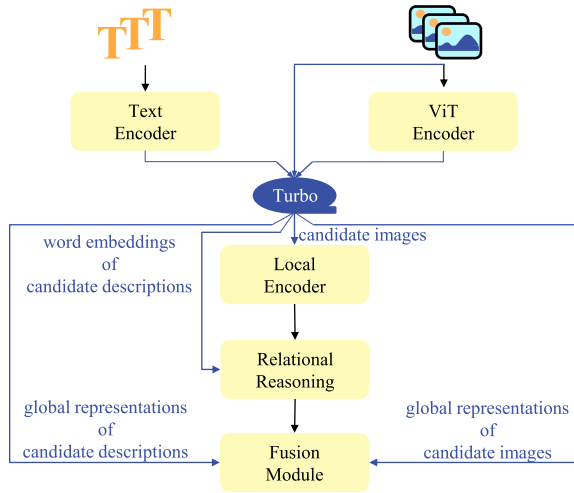 TTT
Text
Encoder
ViT
Encoder
Turbo
word embeddings
of
candidate descriptions
candidate images
Local
Encoder
Relational
Reasoning
global representations
of
candidate descriptions
global representations
of
candidate images
Fusion
Module